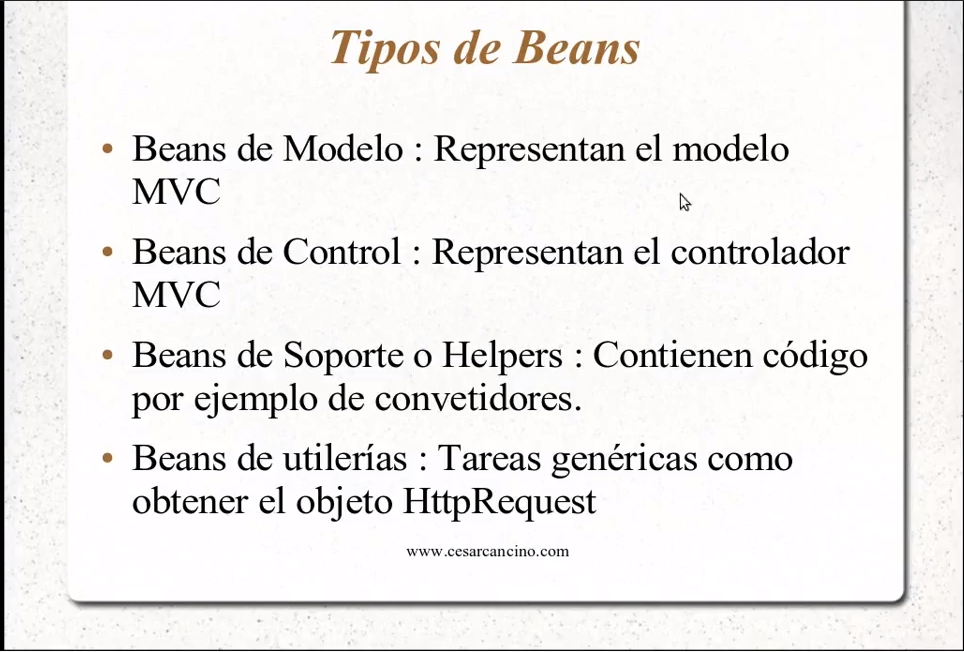 Tipos de Beans
• Beans de Modelo : Representan el modelo
MVC
• Beans de Control : Representan el controlador
MVC
• Beans de Soporte o Helpers : Contienen código
por ejemplo de convetidores.
• Beans de utilerías : Tareas genéricas como
obtener el objeto HttpRequest
www.cesarcancino.com